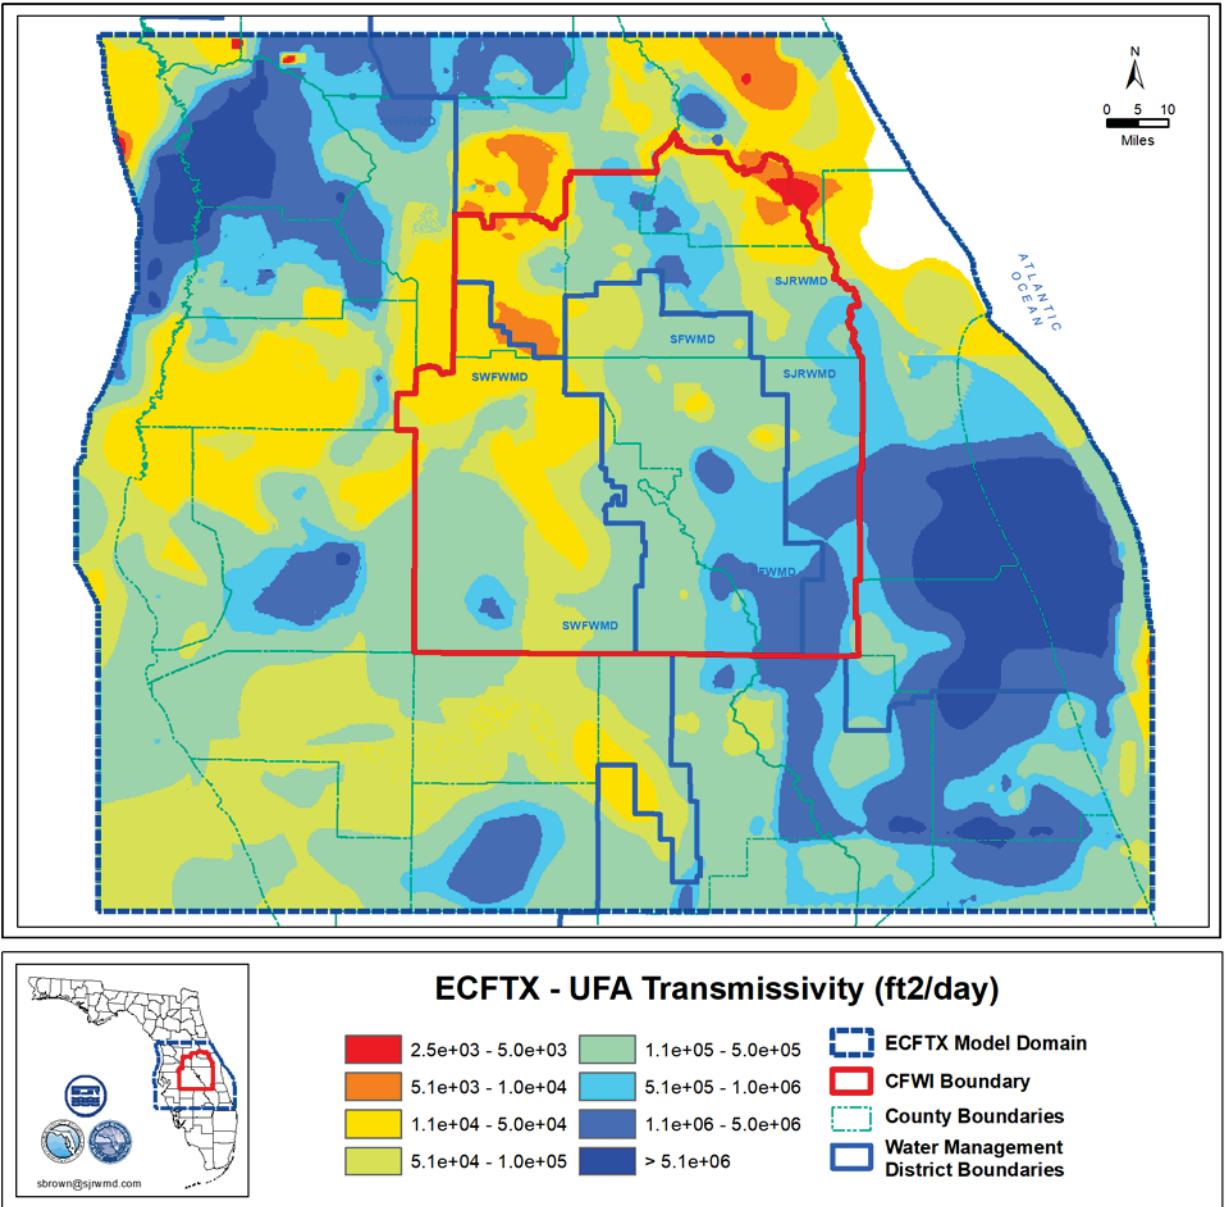 N
0 5 10
Miles
SWFWMD
ATLANTIC
OCEAN
SJRWMD
SFWMD
SWFWMD
SJRWMD
SFWMD
SWFWMD
ECFTX - UFA Transmissivity (ft2/day)
2.5e+03 - 5.0e+03
5.1e+03 - 1.0e+04
1.1e+04 - 5.0e+04
5.1e+04 - 1.0e+05
1.1e+05 - 5.0e+05
5.1e+05 - 1.0e+06
1.1e+06 - 5.0e+06
> 5.1e+06
ECFTX Model Domain
CFWI Boundary
County Boundaries
Water Management
District Boundaries
sbrown@sjrwmd.com